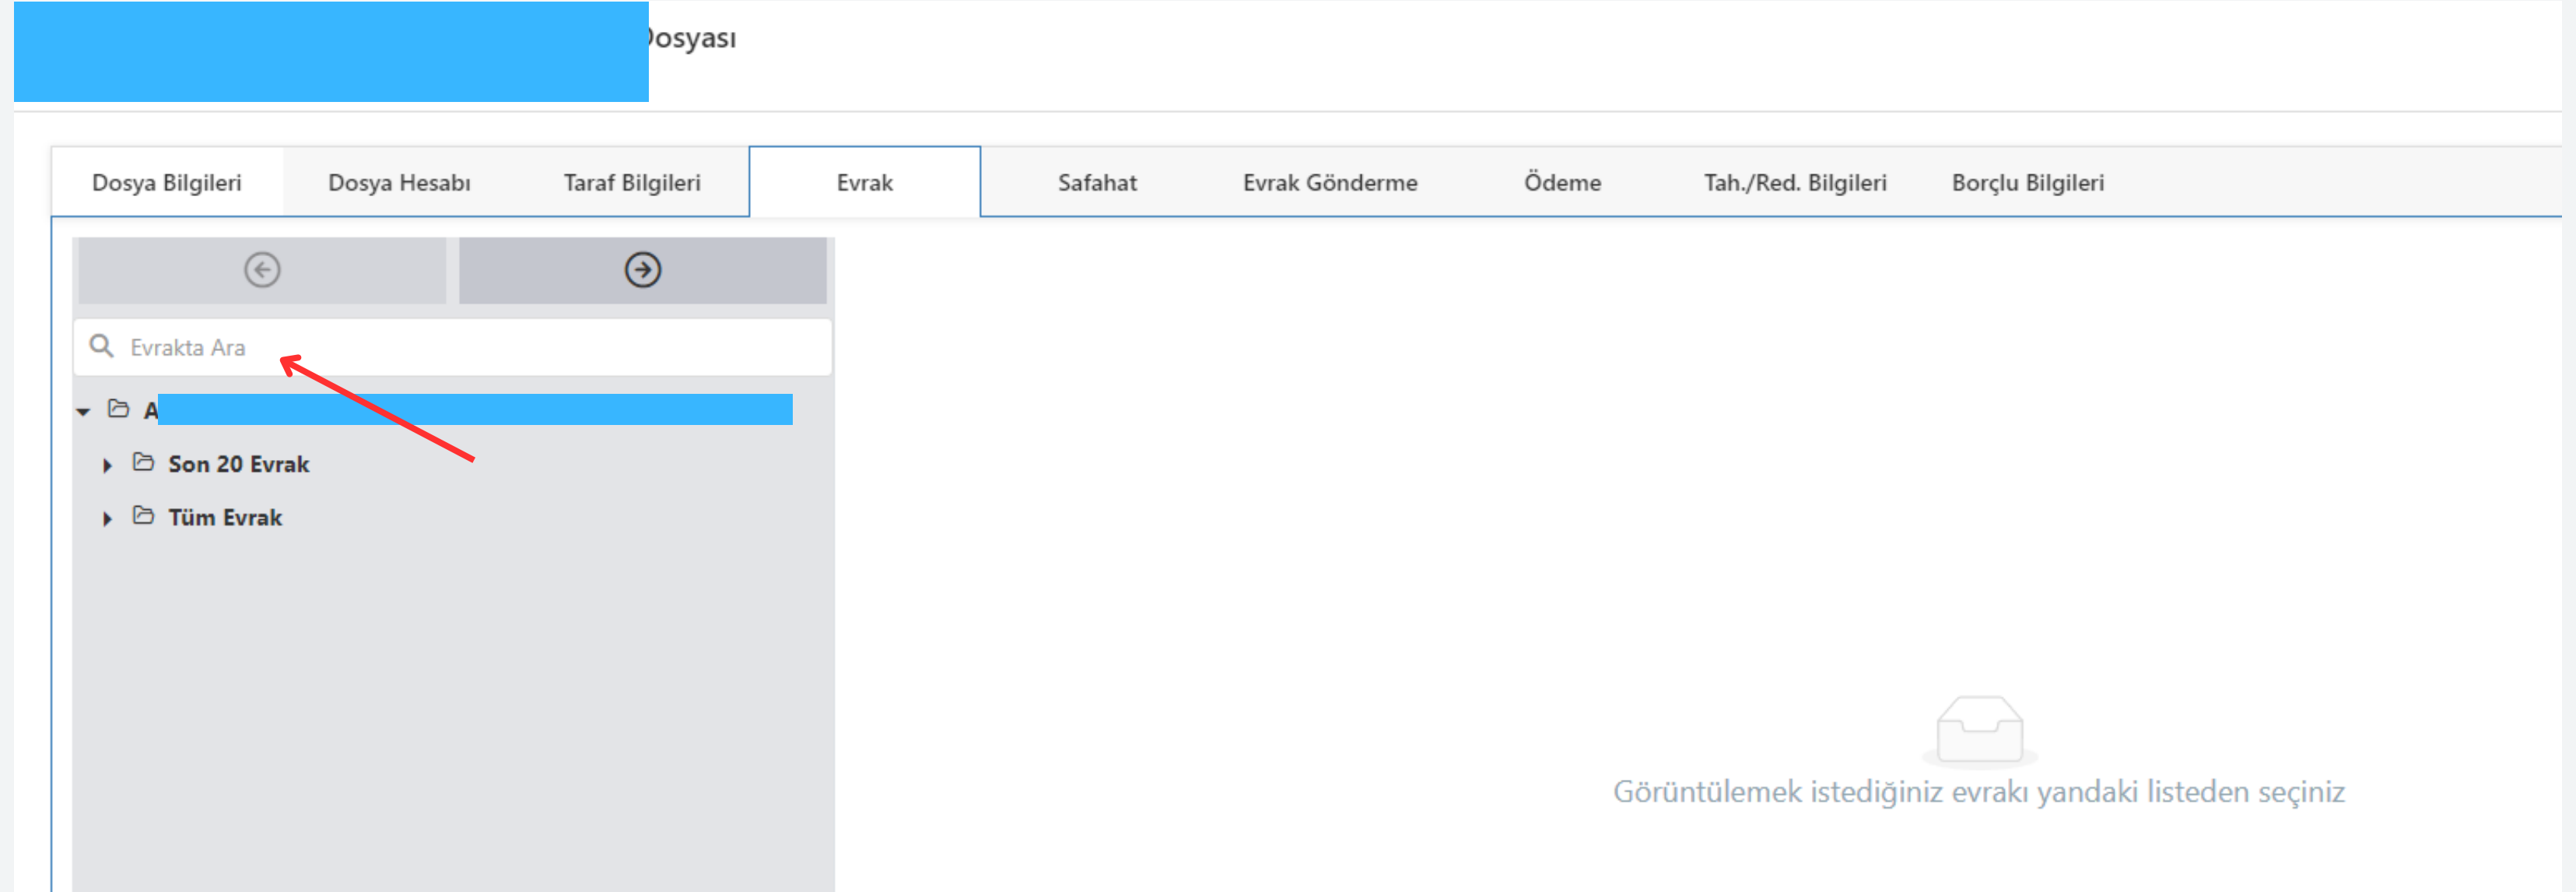 Dosyası
Dosya Bilgileri Dosya Hesabı Taraf Bilgileri Evrak Safahat Evrak Gönderme Ödeme Tah./Red. Bilgileri Borçlu Bilgileri
Evrakta Ara
A
Son 20 Evrak
Tüm Evrak
Görüntülemek istediğiniz evrakı yandaki listeden seçiniz